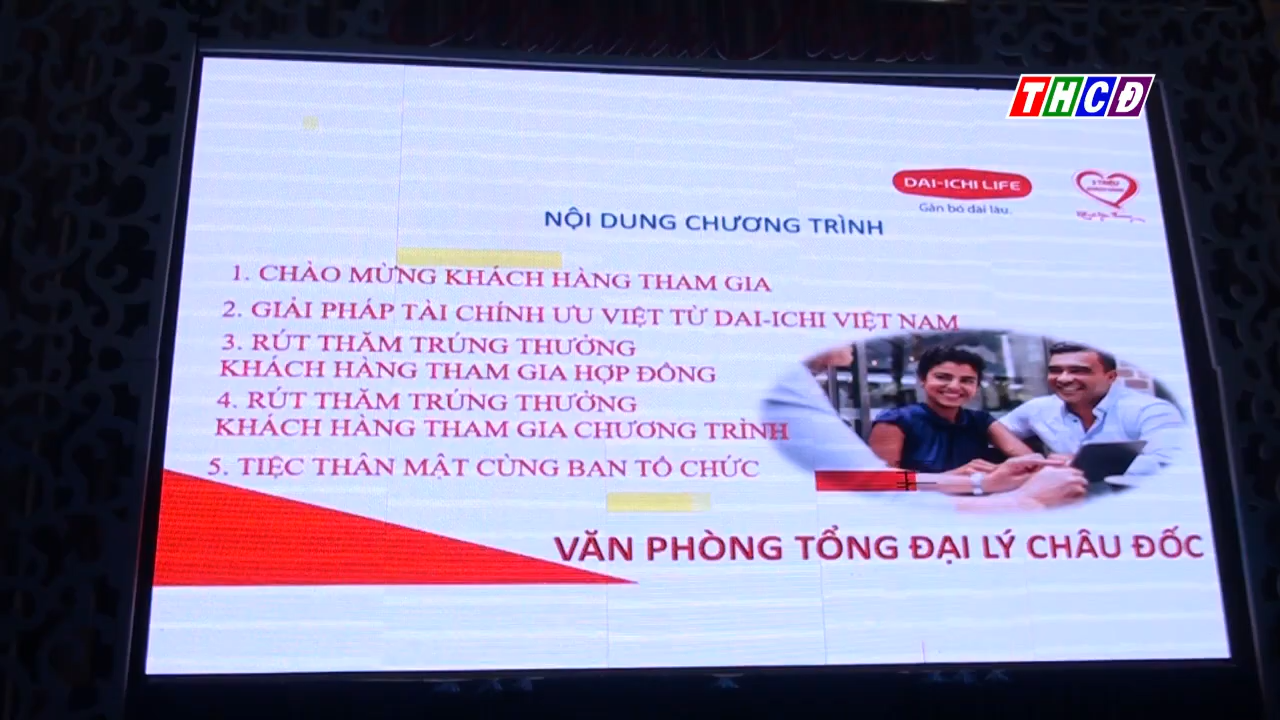 THCĐ
DAI-ICHI LIFE
Gắn bó dài lâu.
NỘI DUNG CHƯƠNG TRÌNH
1. CHÀO MỪNG KHÁCH HÀNG THAM GIA
2. GIẢI PHÁP TÀI CHÍNH ƯU VIỆT TỪ DAI-ICHI VIỆT NAM
3. RÚT THĂM TRÚNG THƯỞNG
KHÁCH HÀNG THAM GIA HỢP ĐỒNG
4. RÚT THĂM TRÚNG THƯỞNG
KHÁCH HÀNG THAM GIA CHƯƠNG TRÌNH
5. TIỆC THÂN MẬT CÙNG BAN TỔ CHỨC
VĂN PHÒNG TỔNG ĐẠI LÝ CHÂU ĐỐC